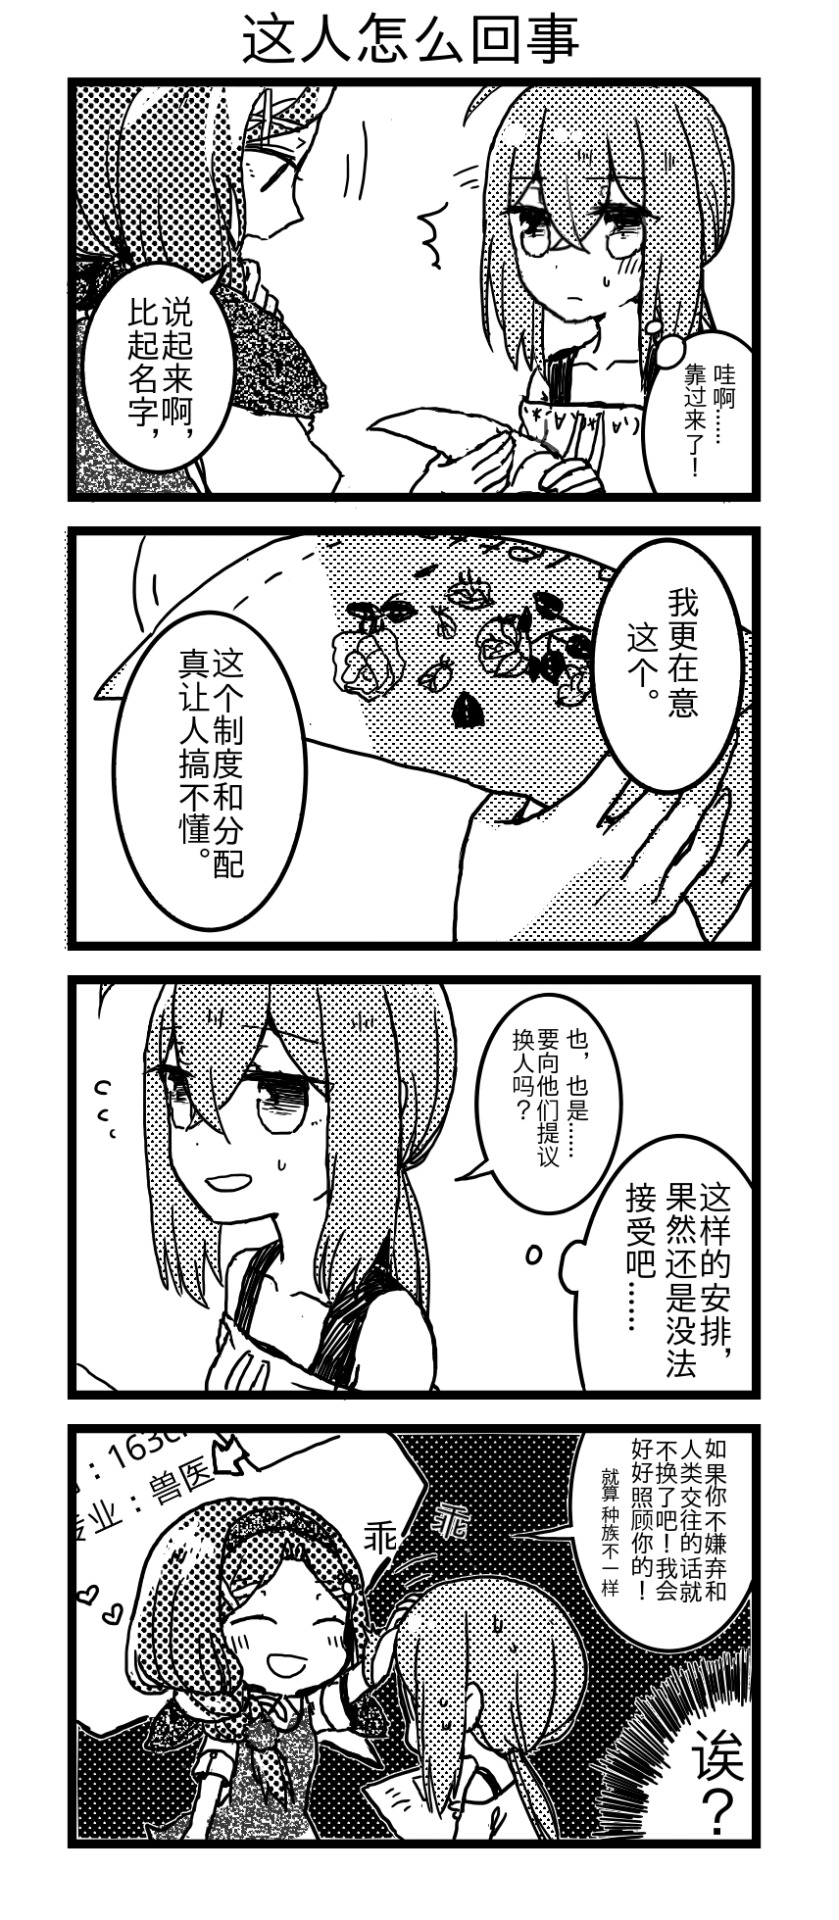 这人怎么回事
说起来啊，
比起名字，
哇啊……
靠过来了！
我更在意
这个。
这个制度和分配
真让人搞不懂。
也，也是……
要向他们提议
换人吗？
这样的安排，
果然还是没法
接受吧……
：163c
专业：兽医
乖
乖
如果你不嫌弃和
人类交往的话就
不换了吧！我会
好好照顾你的！
就算种族不一样
诶？